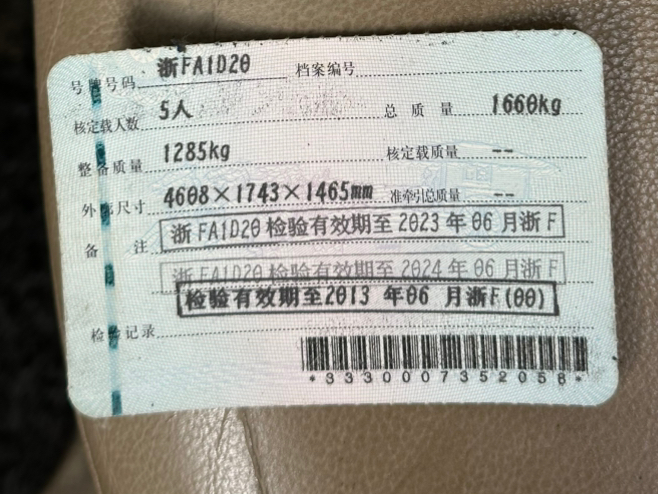 号牌号码 浙FA1D20 档案编号
核定载人数 5人 总质量 1660kg
整备质量 1285kg 核定载质量 --
外廓尺寸 4608×1743×1465mm 准牵引总质量 --
备注 浙FA1D20检验有效期至2023年06月浙F
浙FA1D20检验有效期至2024年06月浙F
检验有效期至2013 年06 月浙F(00)
检验记录
*3330007352058*